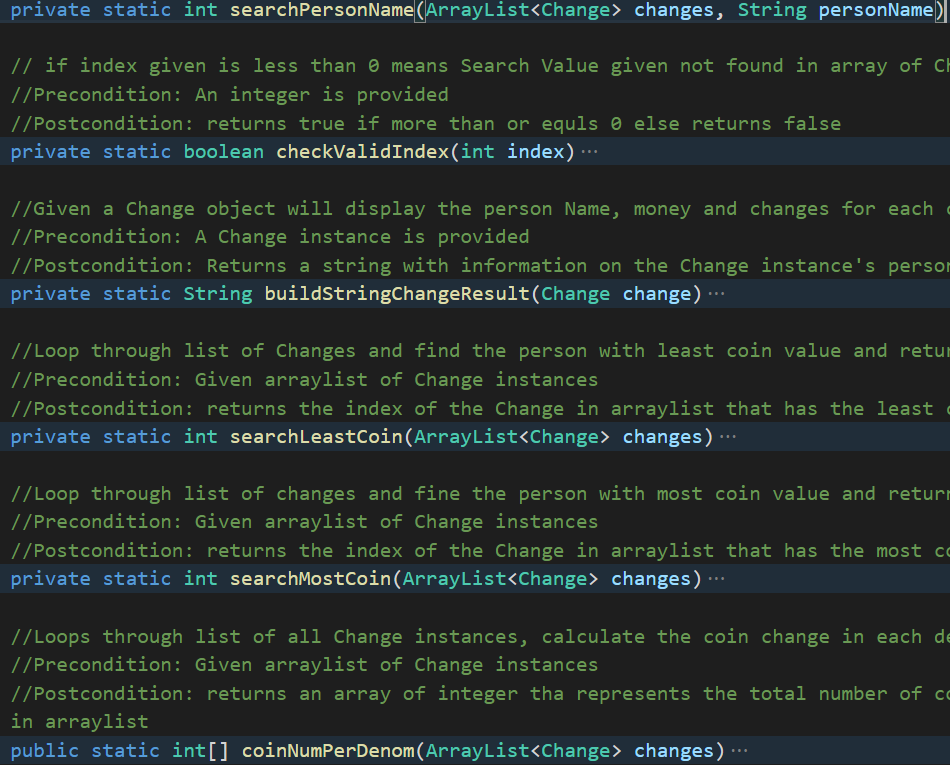 private static int searchPersonName(ArrayList<Change> changes, String personName)
// if index given is less than 0 means Search Value given not found in array of
//Precondition: An integer is provided
//Postcondition: returns true if more than or equls 0 else returns false
private static boolean checkValidIndex(int index)···
//Given a Change object will display the person Name, money and changes for each
//Precondition: A Change instance is provided
//Postcondition: Returns a string with information on the Change instance's
private static String buildStringChangeResult(Change change)···
//Loop through list of Changes and find the person with least coin value and
//Precondition: Given arraylist of Change instances
//Postcondition: returns the index of the Change in arraylist that has the least
private static int searchLeastCoin(ArrayList<Change> changes)···
//Loop through list of changes and fine the person with most coin value and
//Precondition: Given arraylist of Change instances
//Postcondition: returns the index of the Change in arraylist that has the most
private static int searchMostCoin(ArrayList<Change> changes)···
//Loops through list of all Change instances, calculate the coin change in each
//Precondition: Given arraylist of Change instances
//Postcondition: returns an array of integer tha represents the total number of
in arraylist
public static int[] coinNumPerDenom(ArrayList<Change> changes)···